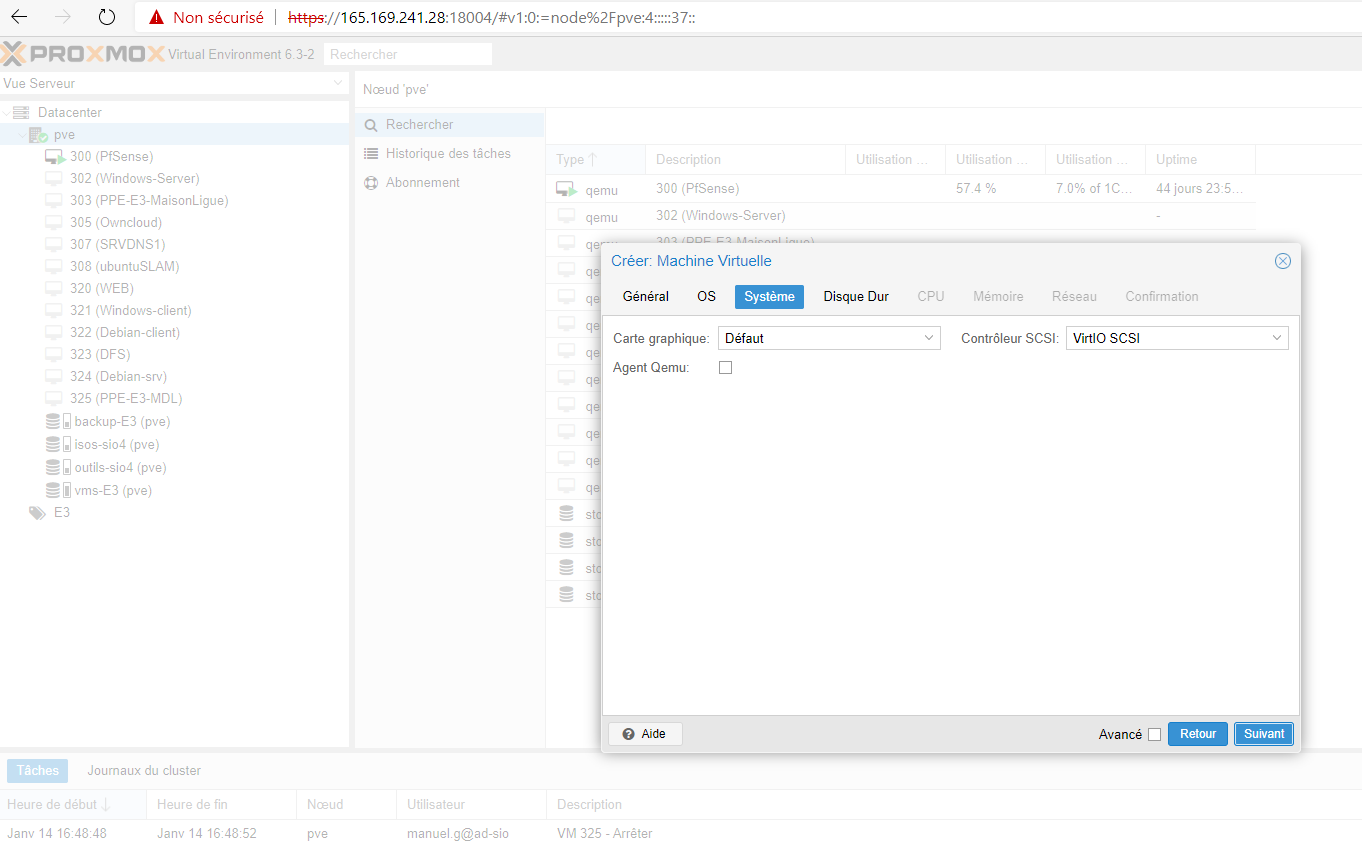 Non sécurisé | https://165.169.241.28:18004/#v1:0:=node%2Fpve:4:::::37::
PROXMOX Virtual Environment 6.3-2 Rechercher
Vue Serveur
Nœud 'pve'
Datacenter
pve
300 (PfSense)
302 (Windows-Server)
303 (PPE-E3-MaisonLigue)
305 (Owncloud)
307 (SRVDNS1)
308 (ubuntuSLAM)
320 (WEB)
321 (Windows-client)
322 (Debian-client)
323 (DFS)
324 (Debian-srv)
325 (PPE-E3-MDL)
backup-E3 (pve)
isos-sio4 (pve)
outils-sio4 (pve)
vms-E3 (pve)
E3
Rechercher
Historique des tâches
Abonnement
Type Description Utilisation ... Utilisation ... Utilisation ... Uptime
qemu 300 (PfSense) 57.4 % 7.0% of 1C... 44 jours 23:5...
qemu 302 (Windows-Server) -
qemu 303 (PPE-E3-MaisonLigue)
qe
qe
qe
qe
qe
qe
qe
qe
qe
sto
sto
sto
sto
Créer: Machine Virtuelle
Général OS Système Disque Dur CPU Mémoire Réseau Confirmation
Carte graphique: Défaut Contrôleur SCSI: VirtIO SCSI
Agent Qemu:
Aide Avancé Retour Suivant
Tâches Journaux du cluster
Heure de début Heure de fin Nœud Utilisateur Description
Janv 14 16:48:48 Janv 14 16:48:52 pve manuel.g@ad-sio VM 325 - Arrêter